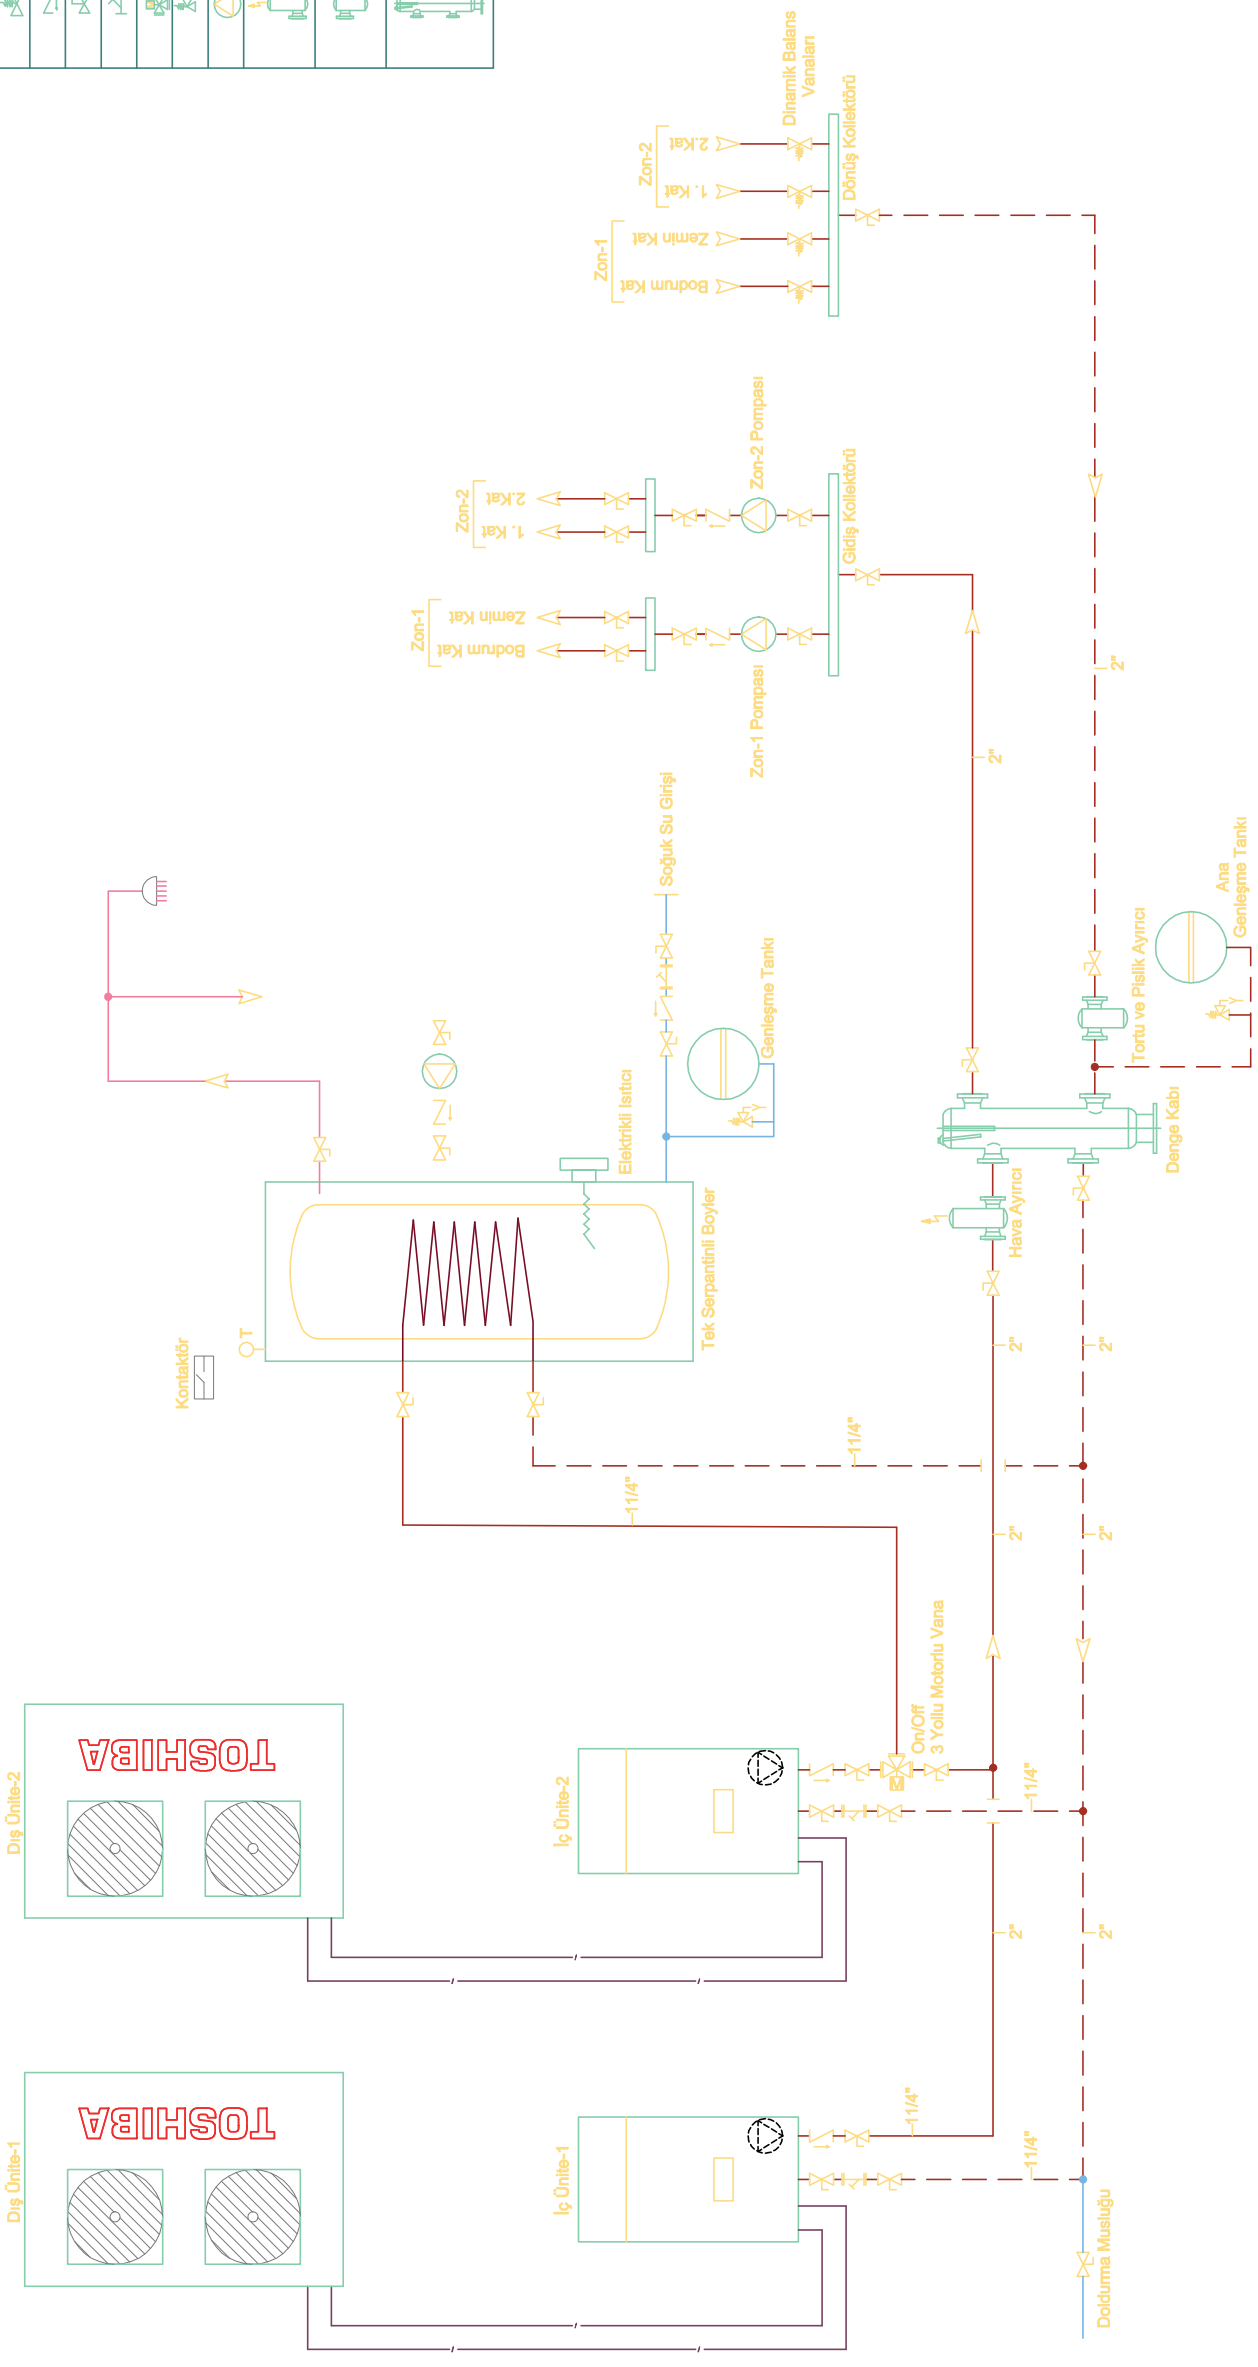 Dış Ünite-1
TOSHIBA
Dış Ünite-2
TOSHIBA
İç Ünite-1
İç Ünite-2
11/4"
11/4"
11/4"
Doldurma Musluğu
2"
2"
On/Off
3 Yollu Motorlu Vana
M
2"
2"
11/4"
11/4"
2"
2"
Kontaktör
T
Tek Serpantinli Boyler
Elektrikli Isıtıcı
Genleşme Tankı
Soğuk Su Girişi
Hava Ayırıcı
Denge Kabı
Tortu ve Pislik Ayırıcı
Ana
Genleşme Tankı
2"
2"
Zon-1
Bodrum Kat
Zemin Kat
Zon-2
1. Kat
2.Kat
Zon-1 Pompası
Zon-2 Pompası
Gidiş Kollektörü
Zon-1
Bodrum Kat
Zemin Kat
Zon-2
1. Kat
2.Kat
Dinamik Balans
Vanaları
Dönüş Kollektörü